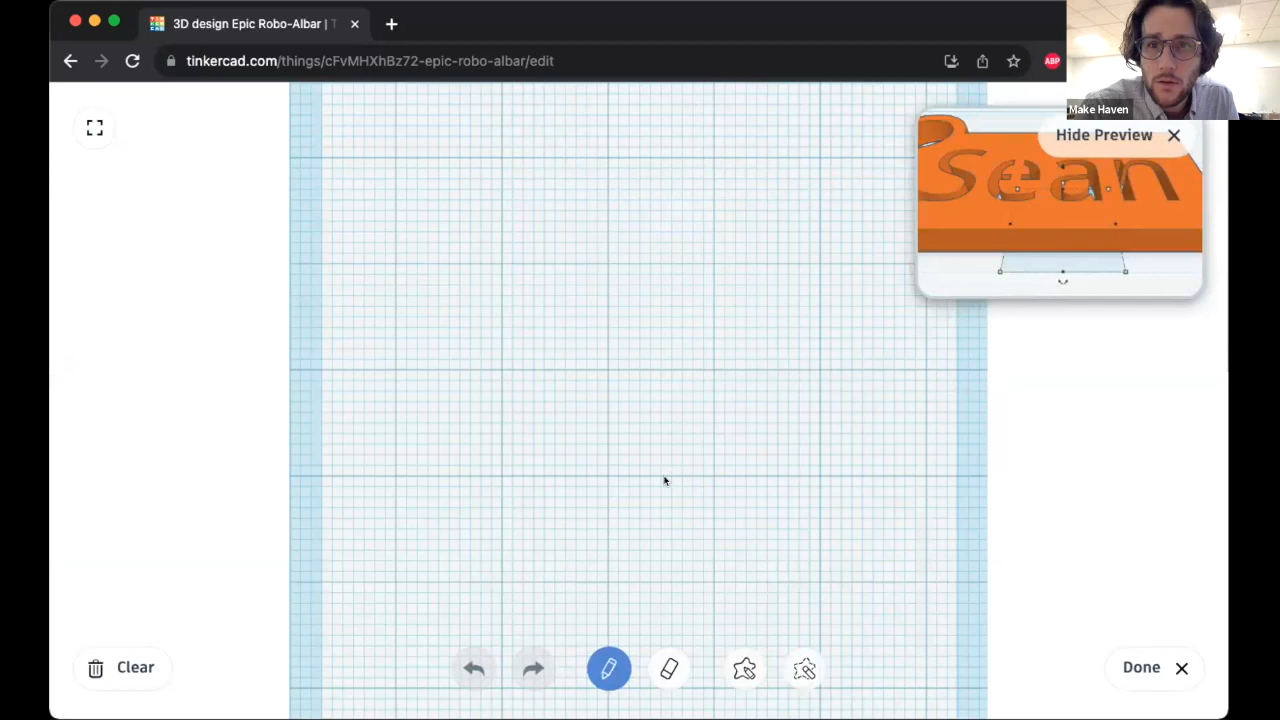 3D design Epic Robo-Albar | T
tinkercad.com/things/cFvMHXhBz72-epic-robo-albar/edit
ABP
Make Haven
Hide Preview
Sean
Clear
Done